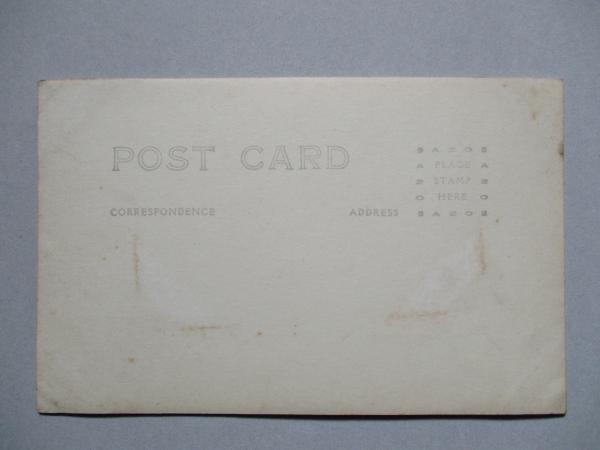 POST CARD
CORRESPONDENCE
ADDRESS
AZO
PLACE
STAMP
HERE
AZO